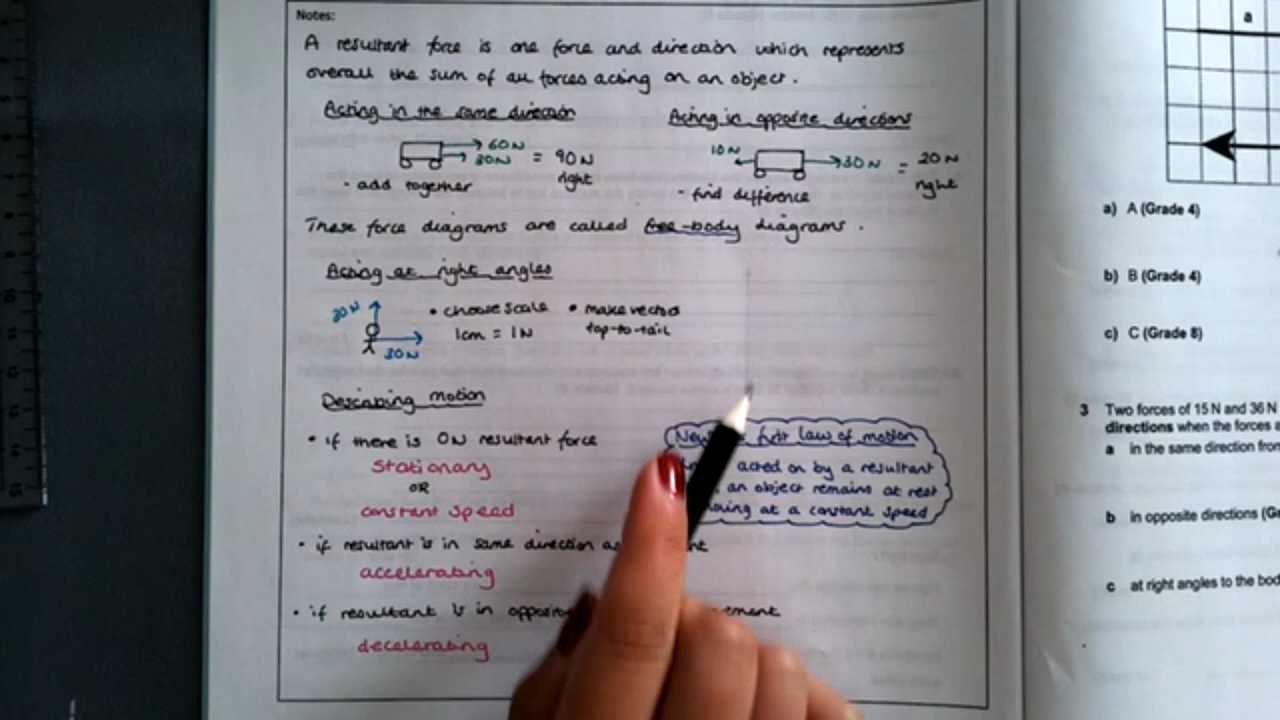 Notes:
A resultant force is one force and direction which represents
overall the sum of all forces acting on an object.
Acting in the same direction
60N
30N
= 90N
right
- add together
Acting in opposite directions
10N
30N
= 20N
right
- find difference
These force diagrams are called free-body diagrams.
Acting at right angles
30N
30N
• choose scale
1cm = 1N
• make vectors
top-to-tail
Describing motion
• if there is 0N resultant force
stationary
OR
constant speed
• if resultant is in same direction
accelerating
• if resultant is in
decelerating
first law of motion
acted on by a resultant
an object remains at rest
at a constant speed
a
a) A (Grade 4)
b) B (Grade 4)
c) C (Grade 8)
3 Two forces of 15 N and 36 N
directions when the forces
a in the same direction
b in opposite directions
c at right angles to the